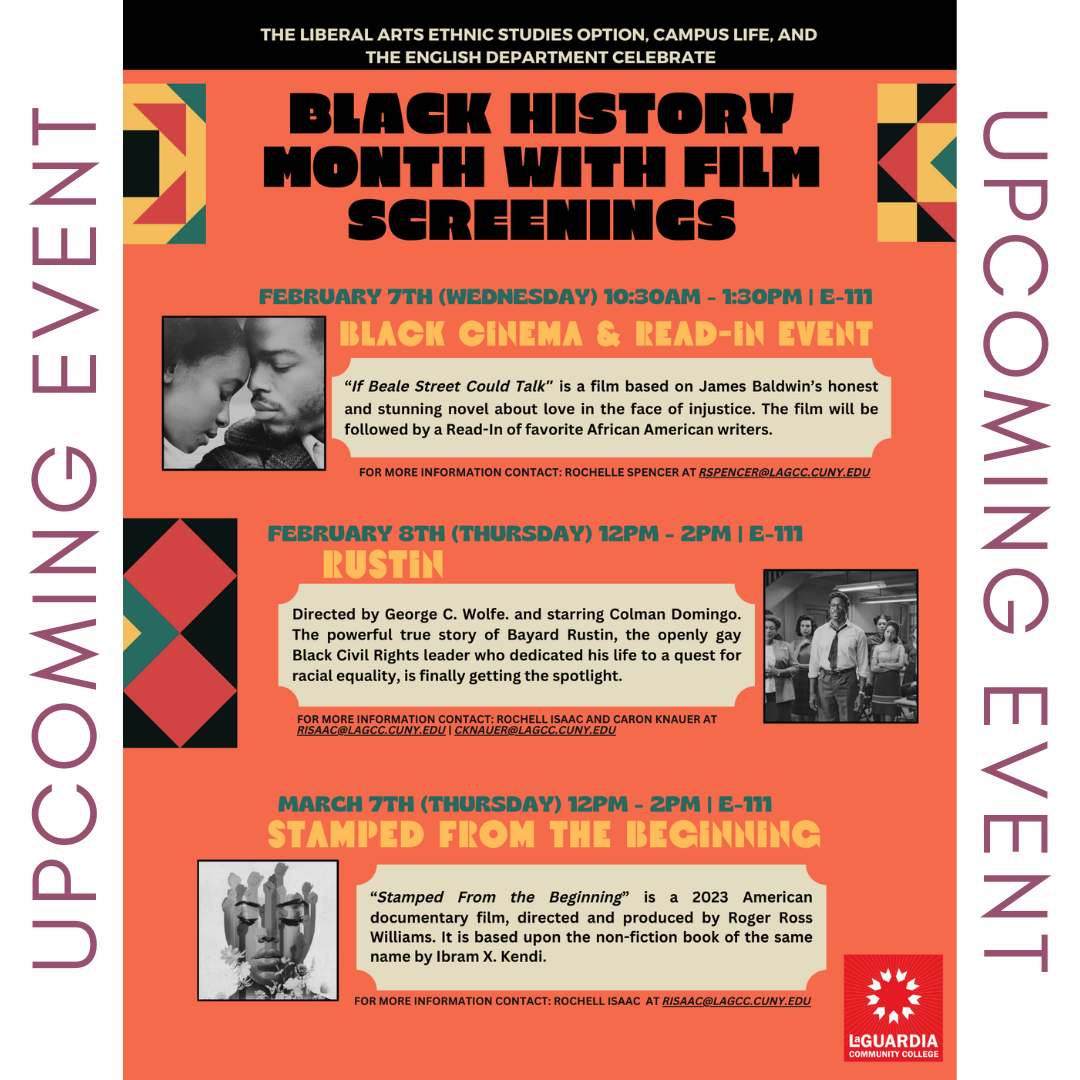 UPCOMING EVENT
THE LIBERAL ARTS ETHNIC STUDIES OPTION, CAMPUS LIFE, AND
THE ENGLISH DEPARTMENT CELEBRATE
BLACK HISTORY
MONTH WITH FILM
SCREENINGS
FEBRUARY 7TH (WEDNESDAY) 10:30AM - 1:30PM | E-111
BLACK CINEMA & READ-IN EVENT
“If Beale Street Could Talk" is a film based on James Baldwin’s honest
and stunning novel about love in the face of injustice. The film will be
followed by a Read-In of favorite African American writers.
FOR MORE INFORMATION CONTACT: ROCHELLE SPENCER AT RSPENCER@LAGCC.CUNY.EDU
FEBRUARY 8TH (THURSDAY) 12PM - 2PM | E-111
RUSTIN
Directed by George C. Wolfe. and starring Colman Domingo.
The powerful true story of Bayard Rustin, the openly gay
Black Civil Rights leader who dedicated his life to a quest for
racial equality, is finally getting the spotlight.
FOR MORE INFORMATION CONTACT: ROCHELL ISAAC AND CARON KNAUER AT
RISAAC@LAGCC.CUNY.EDU | CKNAUER@LAGCC.CUNY.EDU
MARCH 7TH (THURSDAY) 12PM - 2PM | E-111
STAMPED FROM THE BEGINNING
“Stamped From the Beginning” is a 2023 American
documentary film, directed and produced by Roger Ross
Williams. It is based upon the non-fiction book of the same
name by Ibram X. Kendi.
FOR MORE INFORMATION CONTACT: ROCHELL ISAAC AT RISAAC@LAGCC.CUNY.EDU
LaGUARDIA
COMMUNITY COLLEGE
UPCOMING EVENT